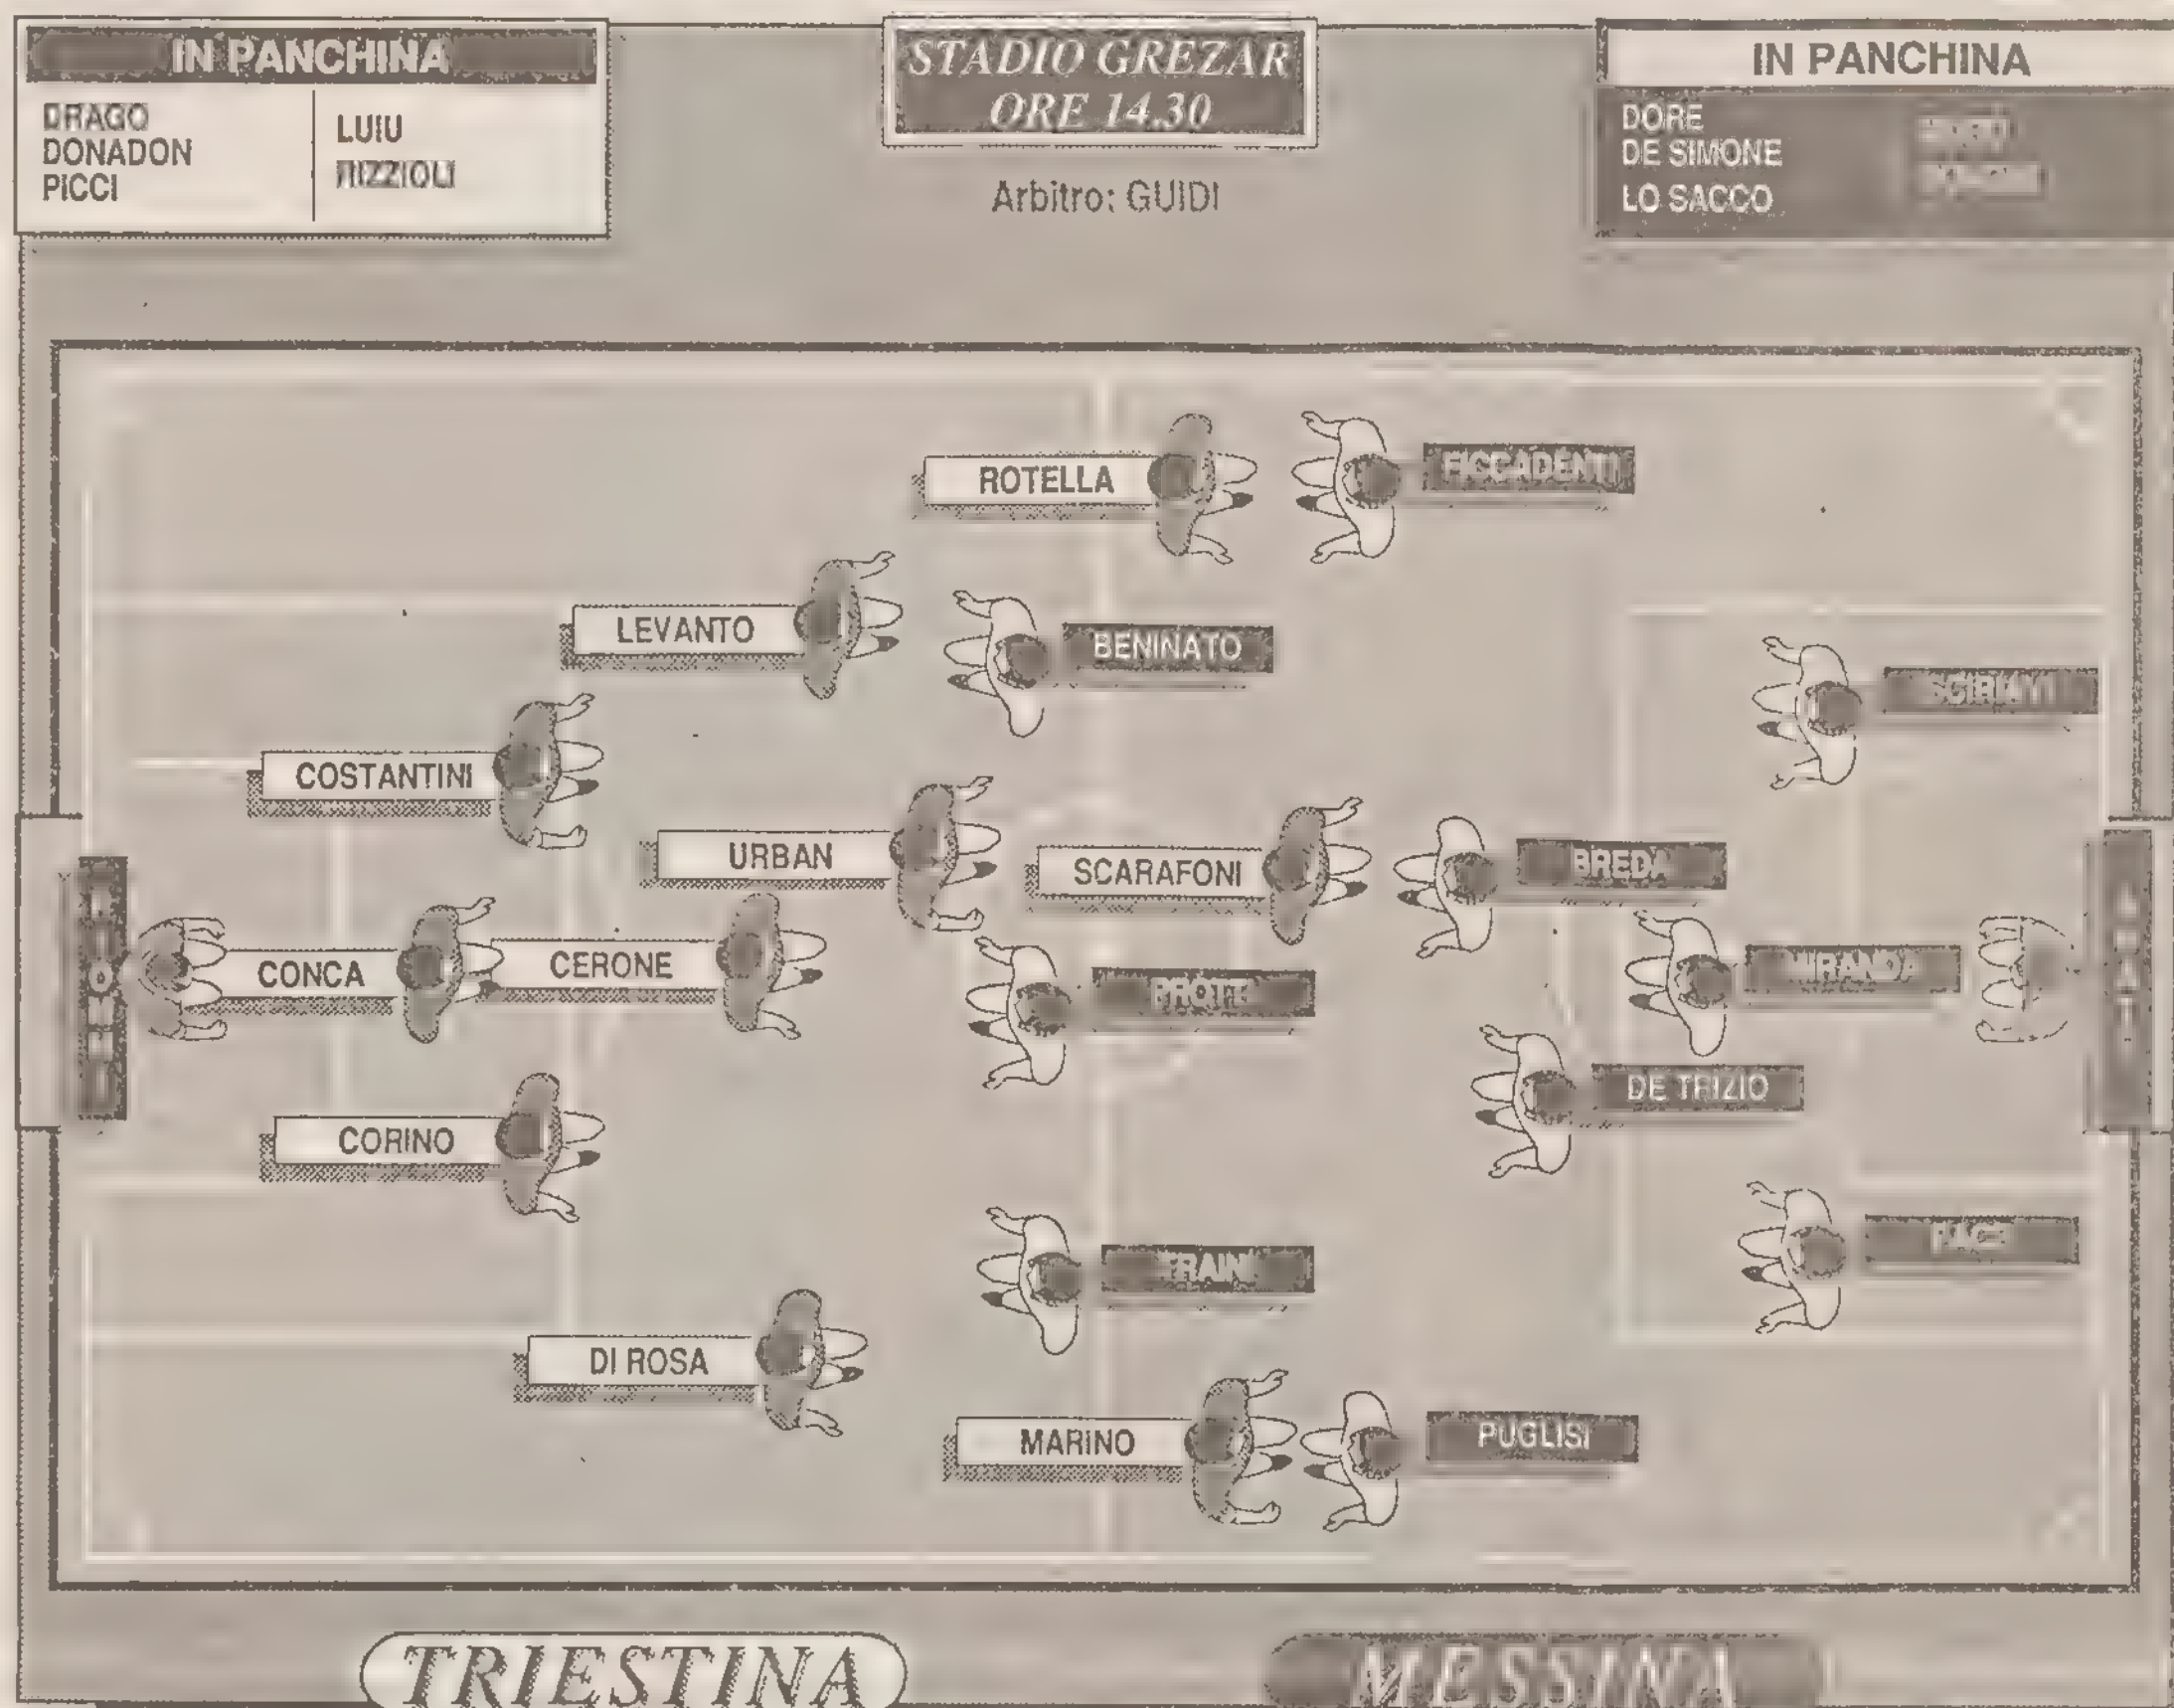 IN PANCHINA
DRAGO
DONADON
PICCI
LUIU
RIZZIOLI
STADIO GREZAR
ORE 14.30
Arbitro: GUIDI
IN PANCHINA
DORE
DE SIMONE
LO SACCO
ROTELLA
FICCADENTI
LEVANTO
BENINATO
COSTANTINI
URBAN
SCARAFONI
BREDA
CONCA
CERONE
MIRANDA
DE TRIZIO
CORINO
DI ROSA
MARINO
PUGLISI
TRIESTINA
MESSINA